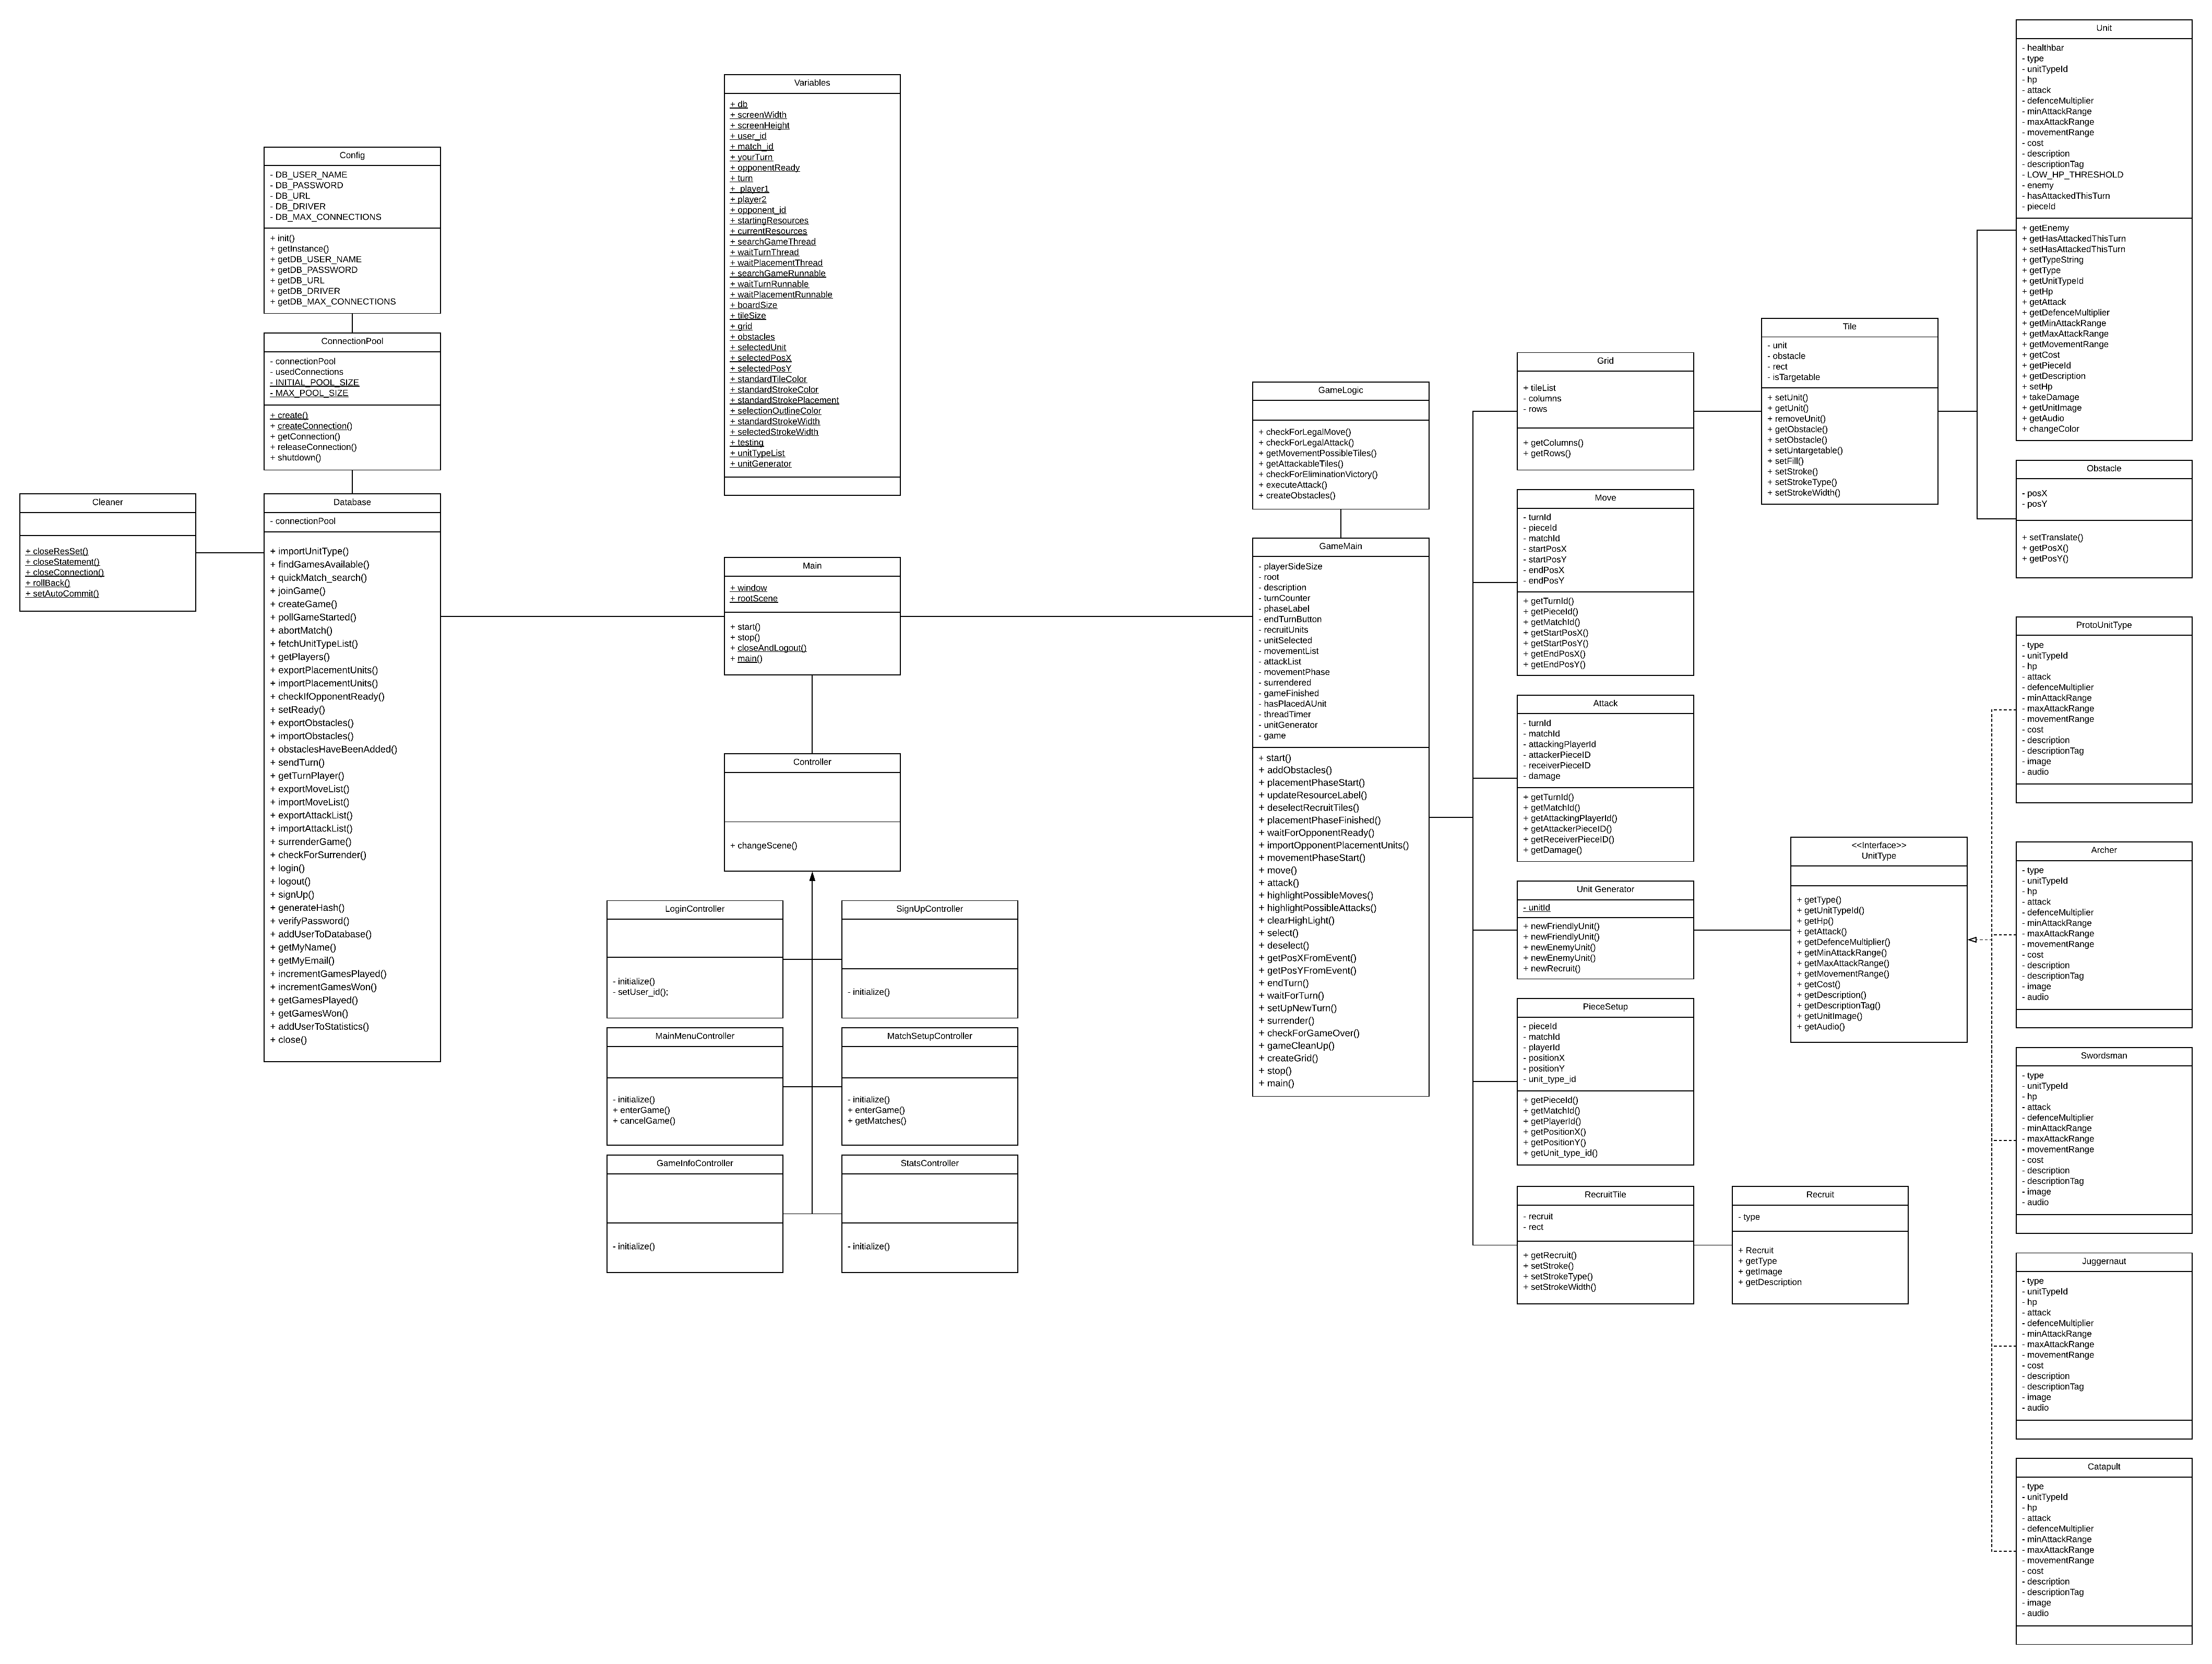 Config
- DB_USER_NAME
- DB_PASSWORD
- DB_URL
- DB_DRIVER
- DB_MAX_CONNECTIONS
+ init()
+ getInstance()
+ getDB_USER_NAME
+ getDB_PASSWORD
+ getDB_URL
+ getDB_DRIVER
+ getDB_MAX_CONNECTIONS
ConnectionPool
- connectionPool
- usedConnections
- INITIAL_POOL_SIZE
- MAX_POOL_SIZE
+ create()
+ createConnection()
+ getConnection()
+ releaseConnection()
+ shutdown()
Cleaner
+ closeResSet()
+ closeStatement()
+ closeConnection()
+ rollBack()
+ setAutoCommit()
Database
- connectionPool
+ importUnitType()
+ findGamesAvailable()
+ quickMatch_search()
+ joinGame()
+ createGame()
+ pollGameStarted()
+ abortMatch()
+ fetchUnitTypeList()
+ getPlayers()
+ exportPlacementUnits()
+ importPlacementUnits()
+ checkIfOpponentReady()
+ setReady()
+ exportObstacles()
+ importObstacles()
+ obstaclesHaveBeenAdded()
+ sendTurn()
+ getTurnPlayer()
+ exportMoveList()
+ importMoveList()
+ exportAttackList()
+ importAttackList()
+ surrenderGame()
+ checkForSurrender()
+ login()
+ logout()
+ signUp()
+ generateHash()
+ verifyPassword()
+ addUserToDatabase()
+ getMyName()
+ getMyEmail()
+ incrementGamesPlayed()
+ incrementGamesWon()
+ getGamesPlayed()
+ getGamesWon()
+ addUserToStatistics()
+ close()
Variables
+ db
+ screenWidth
+ screenHeight
+ user_id
+ match_id
+ yourTurn
+ opponentReady
+ turn
+ player1
+ player2
+ opponent_id
+ startingResources
+ currentResources
+ searchGameThread
+ waitTurnThread
+ waitPlacementThread
+ searchGameRunnable
+ waitTurnRunnable
+ waitPlacementRunnable
+ boardSize
+ tileSize
+ grid
+ obstacles
+ selectedUnit
+ selectedPosX
+ selectedPosY
+ standardTileColor
+ standardStrokeColor
+ standardStrokePlacement
+ selectionOutlineColor
+ standardStrokeWidth
+ selectedStrokeWidth
+ testing
+ unitTypeList
+ unitGenerator
Main
+ window
+ rootScene
+ start()
+ stop()
+ closeAndLogout()
+ main()
Controller
+ changeScene()
LoginController
- initialize()
- setUser_id();
SignUpController
- initialize()
MainMenuController
- initialize()
+ enterGame()
+ cancelGame()
MatchSetupController
- initialize()
+ enterGame()
+ getMatches()
GameInfoController
- initialize()
StatsController
- initialize()
GameLogic
+ checkForLegalMove()
+ checkForLegalAttack()
+ getMovementPossibleTiles()
+ getAttackableTiles()
+ checkForEliminationVictory()
+ executeAttack()
+ createObstacles()
GameMain
- playerSideSize
- root
- description
- turnCounter
- phaseLabel
- endTurnButton
- recruitUnits
- unitSelected
- movementList
- attackList
- movementPhase
- surrendered
- gameFinished
- hasPlacedAUnit
- threadTimer
- unitGenerator
- game
+ start()
+ addObstacles()
+ placementPhaseStart()
+ updateResourceLabel()
+ deselectRecruitTiles()
+ placementPhaseFinished()
+ waitForOpponentReady()
+ importOpponentPlacementUnits()
+ movementPhaseStart()
+ move()
+ attack()
+ highlightPossibleMoves()
+ highlightPossibleAttacks()
+ clearHighLight()
+ select()
+ deselect()
+ getPosXFromEvent()
+ getPosYFromEvent()
+ endTurn()
+ waitForTurn()
+ setUpNewTurn()
+ surrender()
+ checkForGameOver()
+ gameCleanUp()
+ createGrid()
+ stop()
+ main()
Grid
+ tileList
- columns
- rows
+ getColumns()
+ getRows()
Move
- turnId
- pieceId
- matchId
- startPosX
- startPosY
- endPosX
- endPosY
+ getTurnId()
+ getPieceId()
+ getMatchId()
+ getStartPosX()
+ getStartPosY()
+ getEndPosX()
+ getEndPosY()
Attack
- turnId
- matchId
- attackingPlayerId
- attackerPieceID
- receiverPieceID
- damage
+ getTurnId()
+ getMatchId()
+ getAttackingPlayerId()
+ getAttackerPieceID()
+ getReceiverPieceID()
+ getDamage()
Unit Generator
- unitId
+ newFriendlyUnit()
+ newFriendlyUnit()
+ newEnemyUnit()
+ newEnemyUnit()
+ newRecruit()
PieceSetup
- pieceId
- matchId
- playerId
- positionX
- positionY
- unit_type_id
+ getPieceId()
+ getMatchId()
+ getPlayerId()
+ getPositionX()
+ getPositionY()
+ getUnit_type_id()
RecruitTile
- recruit
- rect
+ getRecruit()
+ setStroke()
+ setStrokeType()
+ setStrokeWidth()
Recruit
- type
+ Recruit
+ getType
+ getImage
+ getDescription
Tile
- unit
- obstacle
- rect
- isTargetable
+ setUnit()
+ getUnit()
+ removeUnit()
+ getObstacle()
+ setObstacle()
+ setUntargetable()
+ setFill()
+ setStroke()
+ setStrokeType()
+ setStrokeWidth()
<<Interface>>
UnitType
+ getType()
+ getUnitTypeId()
+ getHp()
+ getAttack()
+ getDefenceMultiplier()
+ getMinAttackRange()
+ getMaxAttackRange()
+ getMovementRange()
+ getCost()
+ getDescription()
+ getDescriptionTag()
+ getUnitImage()
+ getAudio()
Unit
- healthbar
- type
- unitTypeId
- hp
- attack
- defenceMultiplier
- minAttackRange
- maxAttackRange
- movementRange
- cost
- description
- descriptionTag
- LOW_HP_THRESHOLD
- enemy
- hasAttackedThisTurn
- pieceId
+ getEnemy
+ getHasAttackedThisTurn
+ setHasAttackedThisTurn
+ getTypeString
+ getType
+ getUnitTypeId
+ getHp
+ getAttack
+ getDefenceMultiplier
+ getMinAttackRange
+ getMaxAttackRange
+ getMovementRange
+ getCost
+ getPieceId
+ getDescription
+ setHp
+ takeDamage
+ getUnitImage
+ getAudio
+ changeColor
Obstacle
- posX
- posY
+ setTranslate()
+ getPosX()
+ getPosY()
ProtoUnitType
- type
- unitTypeId
- hp
- attack
- defenceMultiplier
- minAttackRange
- maxAttackRange
- movementRange
- cost
- description
- descriptionTag
- image
- audio
Archer
- type
- unitTypeId
- hp
- attack
- defenceMultiplier
- minAttackRange
- maxAttackRange
- movementRange
- cost
- description
- descriptionTag
- image
- audio
Swordsman
- type
- unitTypeId
- hp
- attack
- defenceMultiplier
- minAttackRange
- maxAttackRange
- movementRange
- cost
- description
- descriptionTag
- image
- audio
Juggernaut
- type
- unitTypeId
- hp
- attack
- defenceMultiplier
- minAttackRange
- maxAttackRange
- movementRange
- cost
- description
- descriptionTag
- image
- audio
Catapult
- type
- unitTypeId
- hp
- attack
- defenceMultiplier
- minAttackRange
- maxAttackRange
- movementRange
- cost
- description
- descriptionTag
- image
- audio